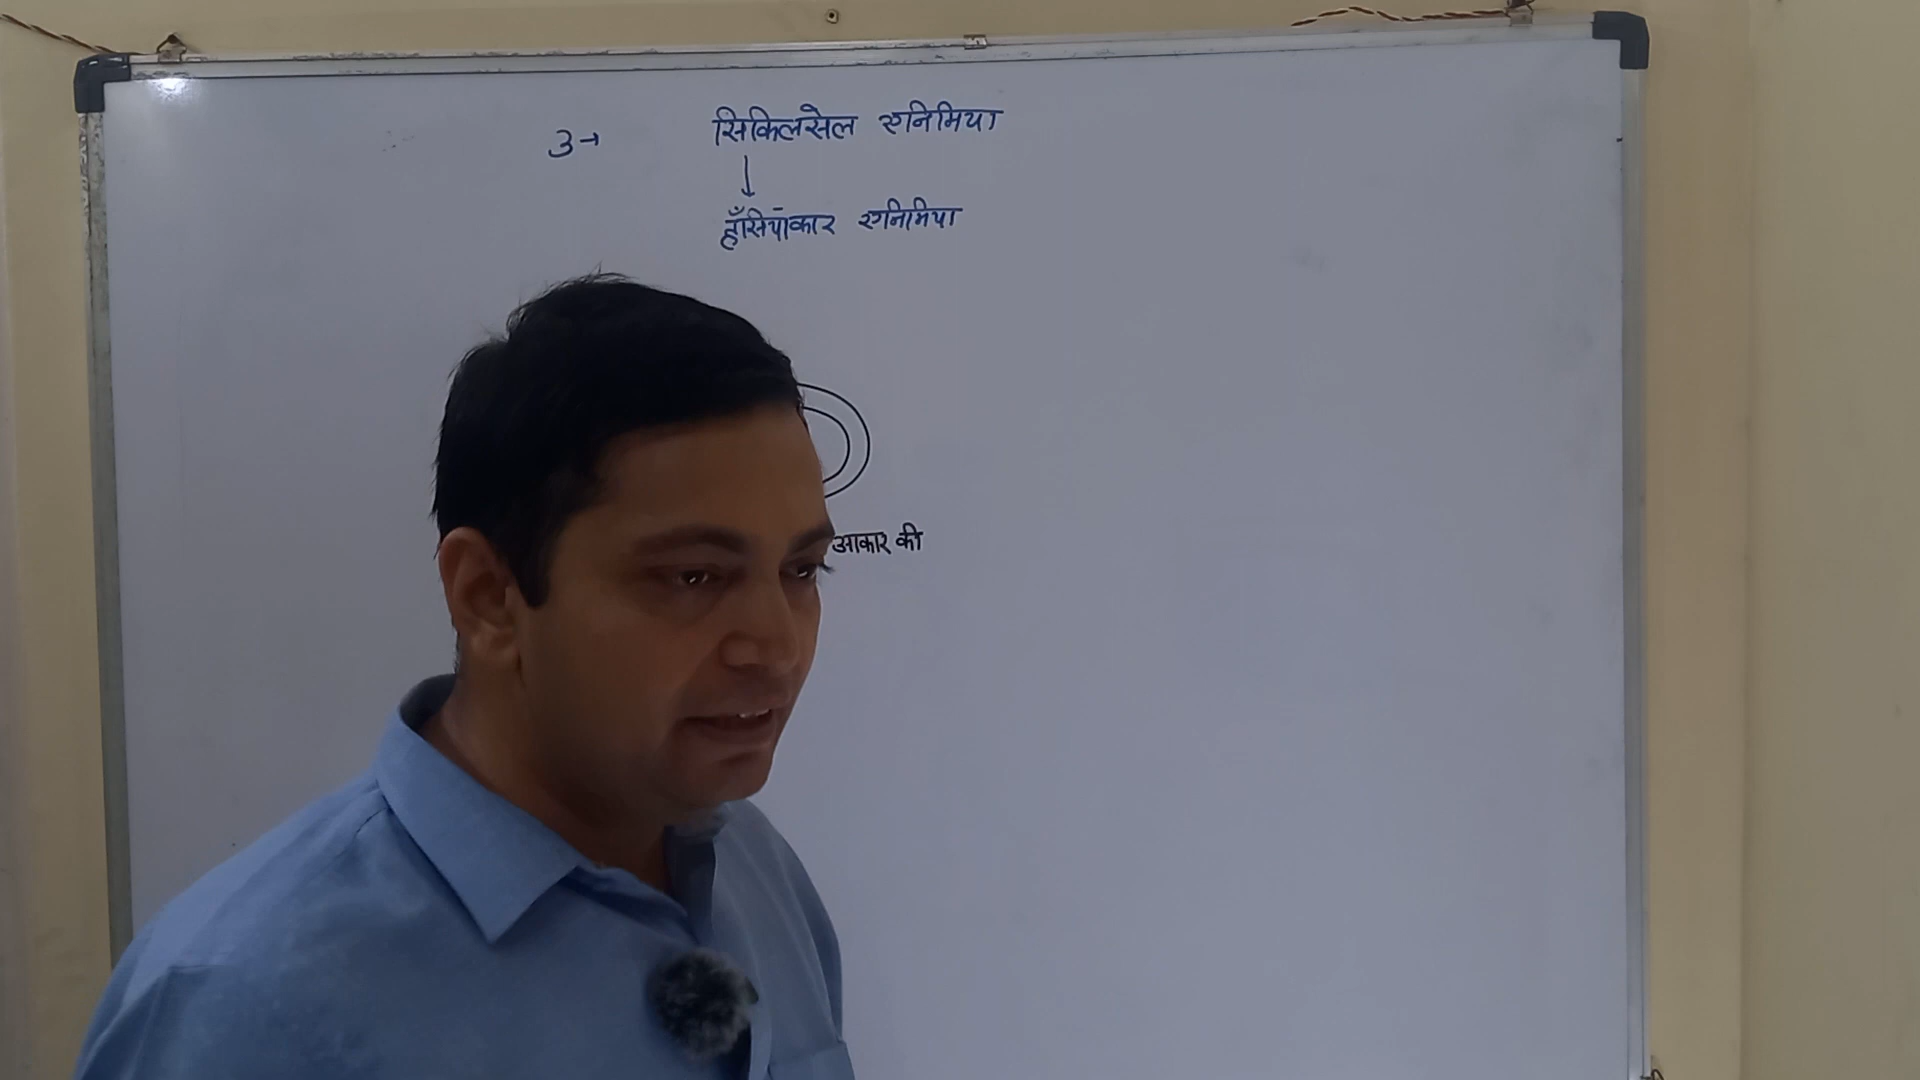 3→ सिकिलसेल एनिमिया
हँसियाकार एनिमिया
आकार की